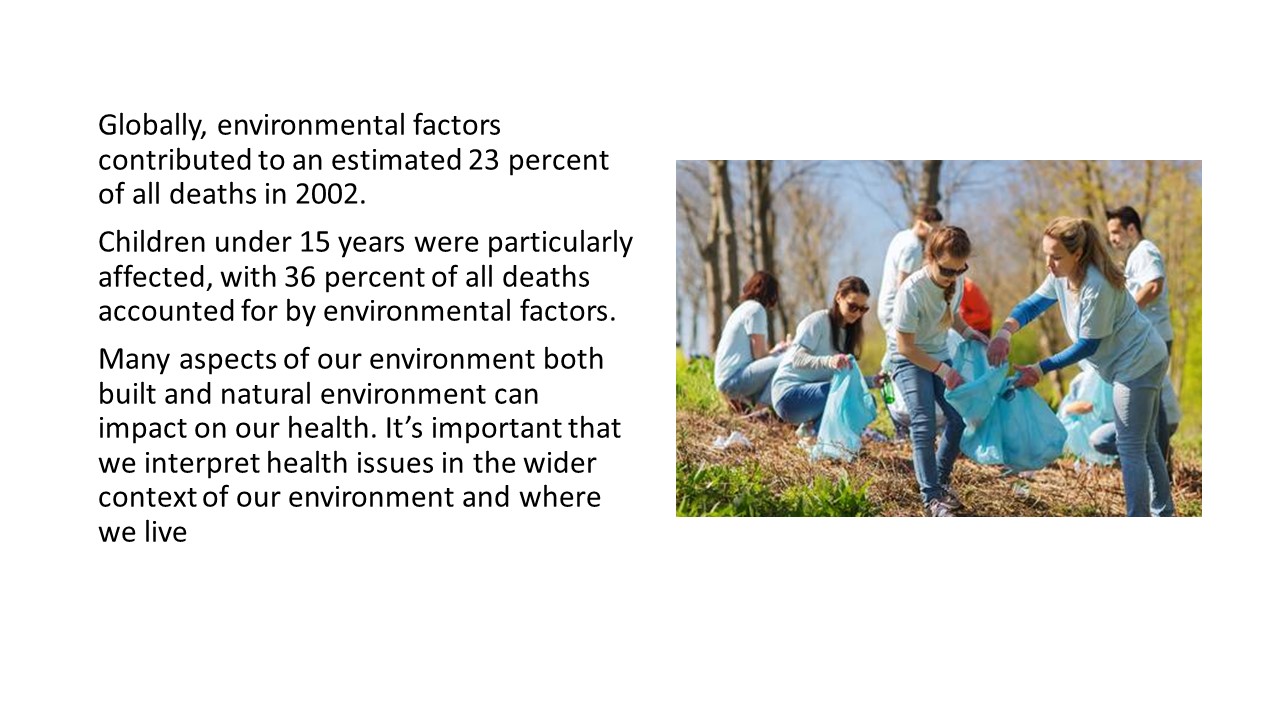 Globally, environmental factors
contributed to an estimated 23 percent
of all deaths in 2002.
Children under 15 years were particularly
affected, with 36 percent of all deaths
accounted for by environmental factors.
Many aspects of our environment both
built and natural environment can
impact on our health. It’s important that
we interpret health issues in the wider
context of our environment and where
we live